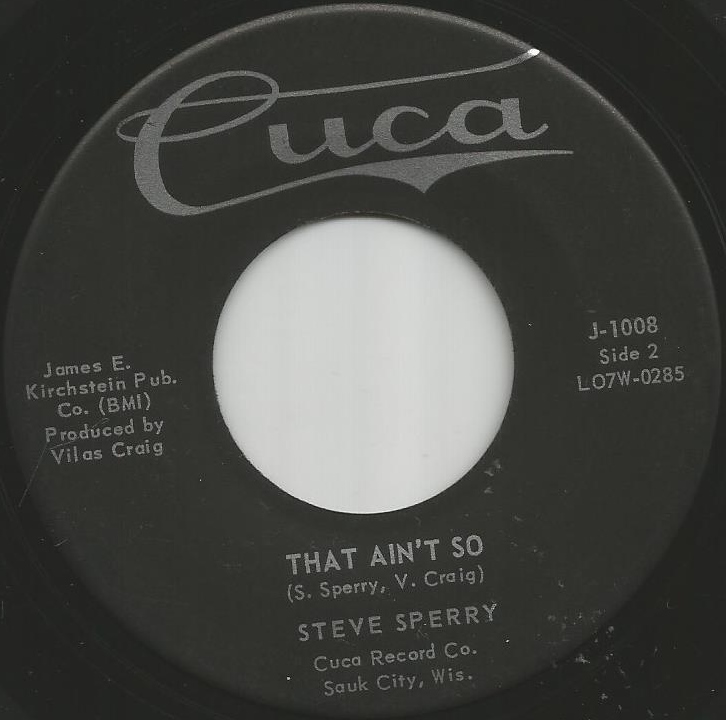 Cuca
James E.
Kirchstein Pub.
Co. (BMI)
Produced by
Vilas Craig
J-1008
Side 2
LO7W-0285
THAT AIN'T SO
(S. Sperry, V. Craig)
STEVE SPERRY
Cuca Record Co.
Sauk City, Wis.